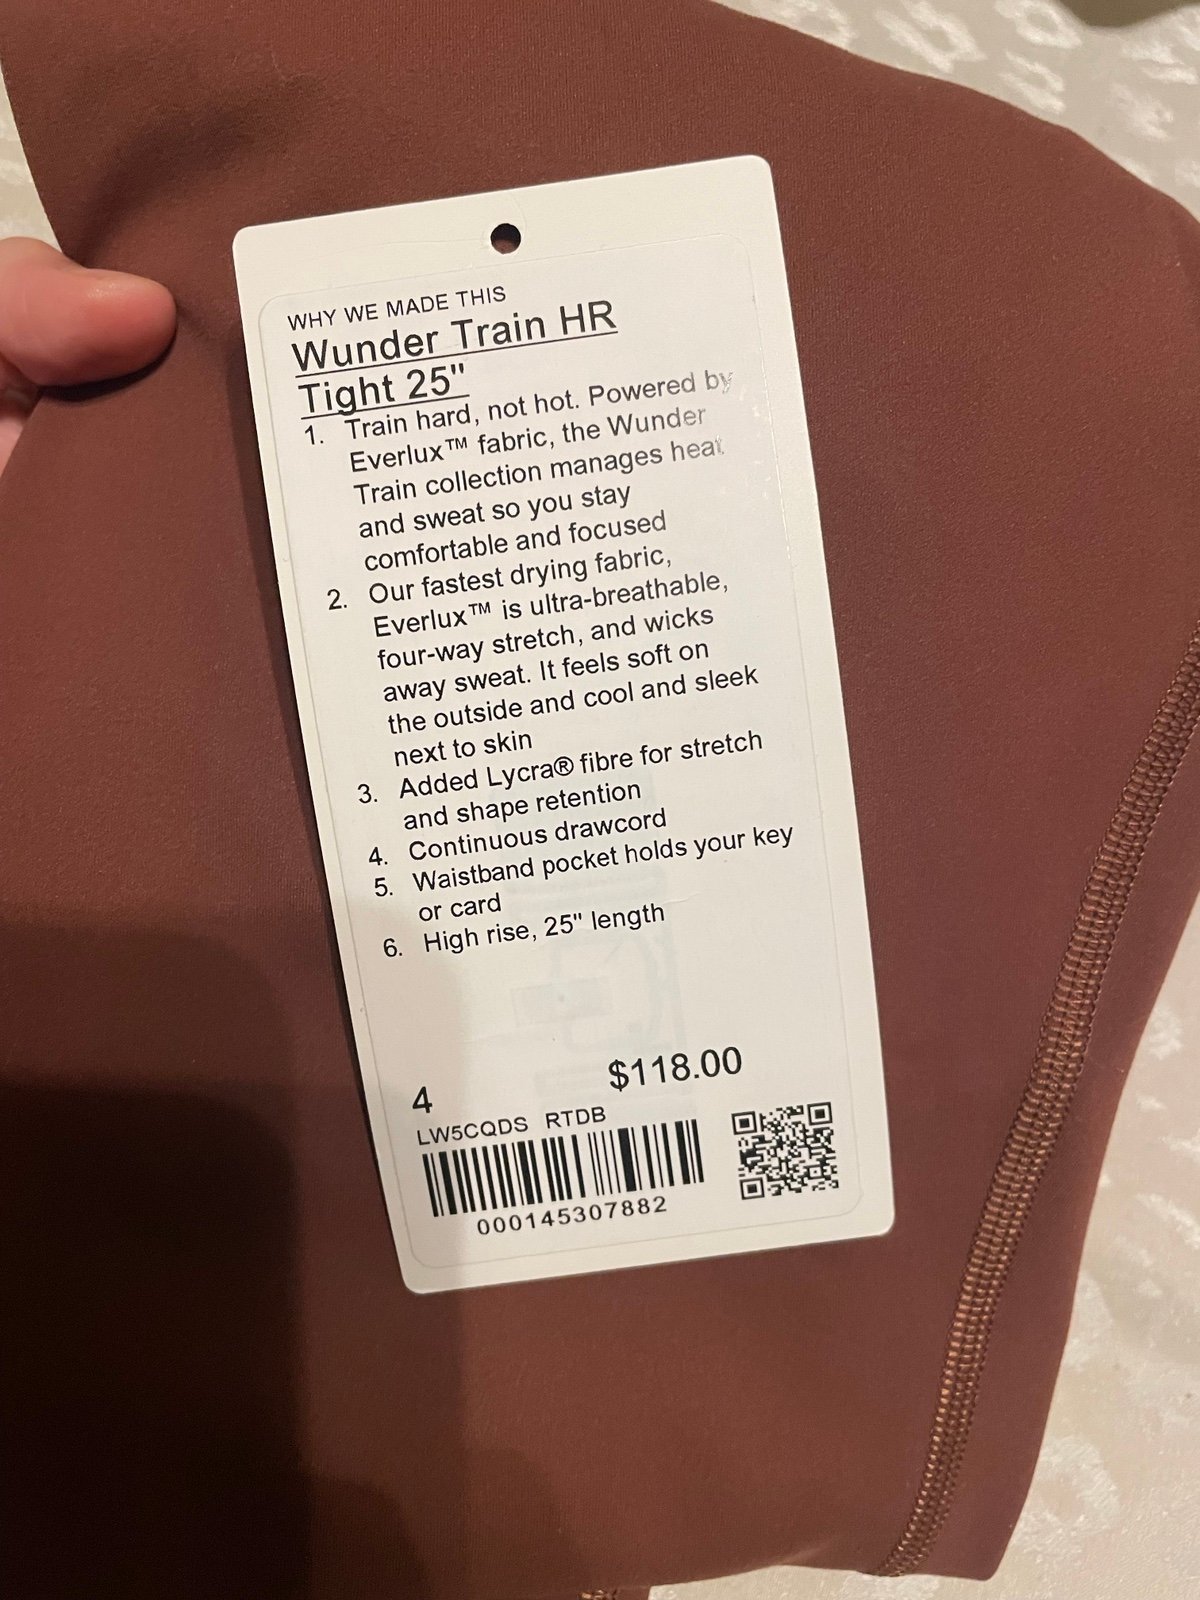 WHY WE MADE THIS
Wunder Train HR
Tight 25"
1. Train hard, not hot. Powered by
Everlux™ fabric, the Wunder
Train collection manages heat
and sweat so you stay
comfortable and focused
2. Our fastest drying fabric,
Everlux™ is ultra-breathable,
four-way stretch, and wicks
away sweat. It feels soft on
the outside and cool and sleek
next to skin
3. Added Lycra® fibre for stretch
and shape retention
4. Continuous drawcord
5. Waistband pocket holds your key
or card
6. High rise, 25" length
4 $118.00
LW5CQDS RTDB
000145307882